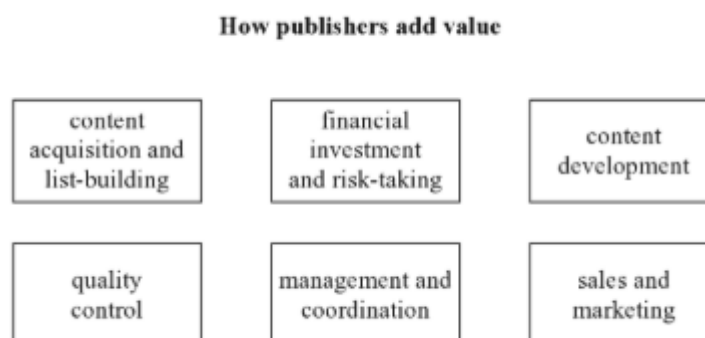 How publishers add value
content
acquisition and
list-building
financial
investment
and risk-taking
content
development
quality
control
management and
coordination
sales and
marketing